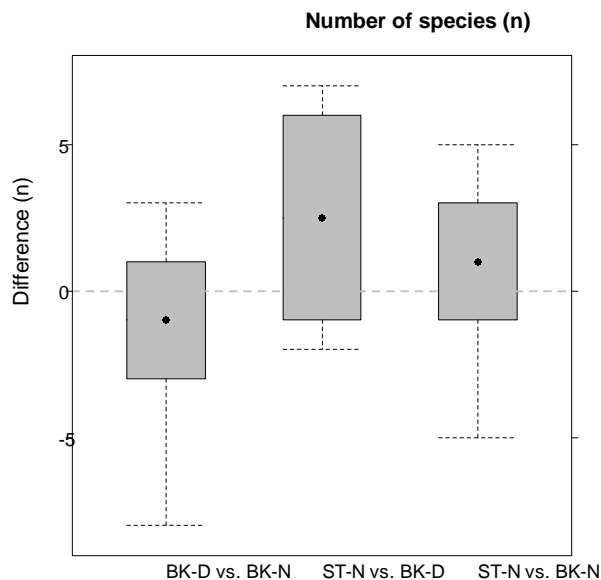 Number of species (n)
Difference (n)
5
0
-5
BK-D vs. BK-N ST-N vs. BK-D ST-N vs. BK-N